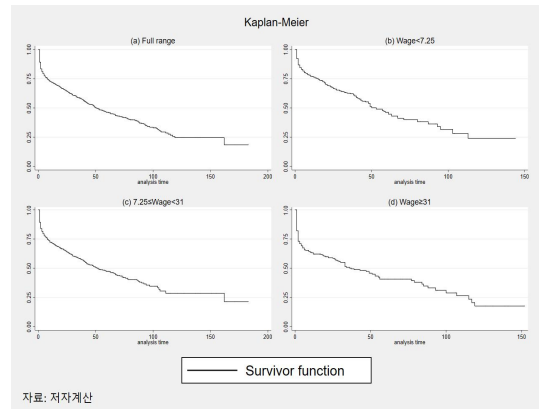 Kaplan-Meier
(a) Full range
1.00
0.75
0.50
0.25
0.00
0 50 100 150 200
analysis time
(b) Wage<7.25
1.00
0.75
0.50
0.25
0.00
0 50 100 150
analysis time
(c) 7.25≤Wage<31
1.00
0.75
0.50
0.25
0.00
0 50 100 150 200
analysis time
(d) Wage≥31
1.00
0.75
0.50
0.25
0.00
0 50 100 150
analysis time
Survivor function
자료: 저자계산